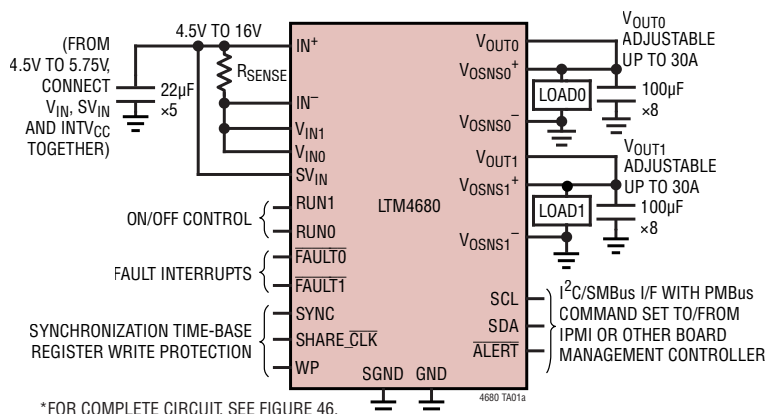 (FROM
4.5V TO 5.75V,
CONNECT
VIN, SVIN
AND INTVCC
TOGETHER)
4.5V TO 16V
22µF
×5
RSENSE
IN+
IN–
VIN1
VIN0
SVIN
RUN1
RUN0
FAULT0
FAULT1
SYNC
SHARE_CLK
WP
ON/OFF CONTROL
FAULT INTERRUPTS
SYNCHRONIZATION TIME-BASE
REGISTER WRITE PROTECTION
LTM4680
SGND GND
VOUT0
VOSNS0+
VOSNS0–
VOUT1
VOSNS1+
VOSNS1–
SCL
SDA
ALERT
VOUT0
ADJUSTABLE
UP TO 30A
LOAD0
100µF
×8
VOUT1
ADJUSTABLE
UP TO 30A
LOAD1
100µF
×8
I2C/SMBus I/F WITH PMBus
COMMAND SET TO/FROM
IPMI OR OTHER BOARD
MANAGEMENT CONTROLLER
4680 TA01a
*FOR COMPLETE CIRCUIT, SEE FIGURE 46.